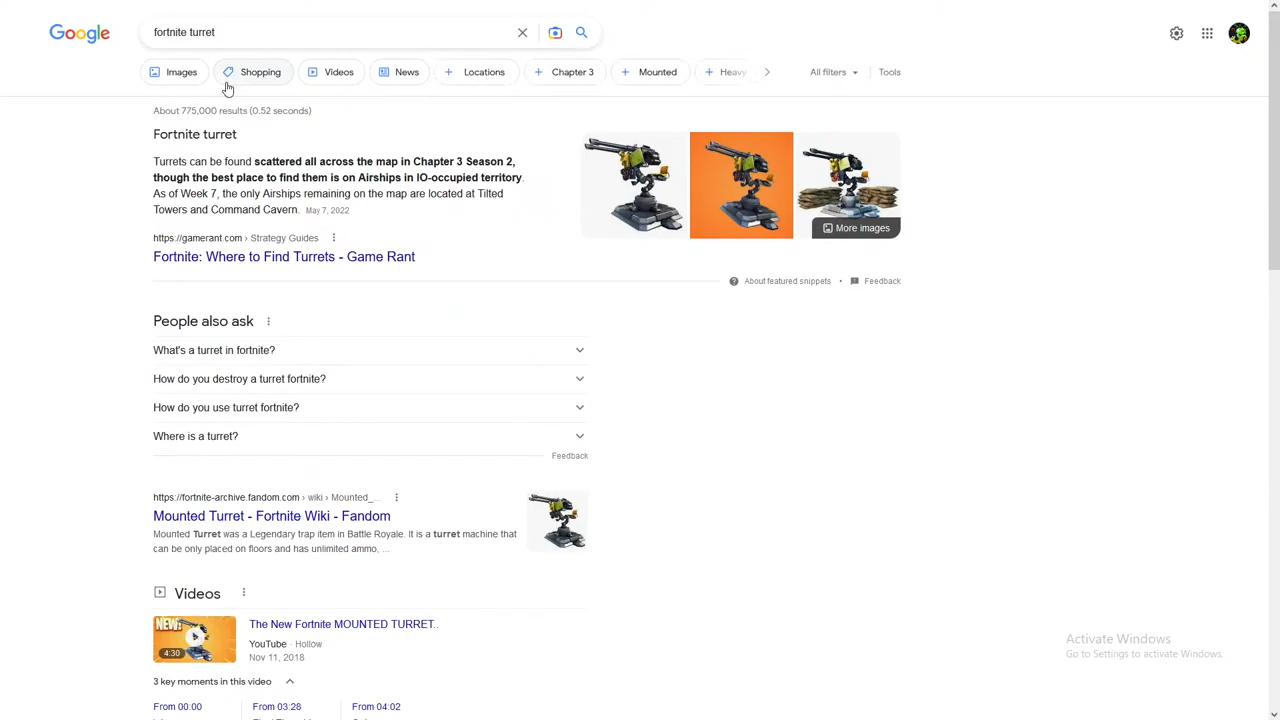 Google
fortnite turret
Images
Shopping
Videos
News
Locations
Chapter 3
Mounted
Heavy
All filters
Tools
About 775,000 results (0.52 seconds)
Fortnite turret
Turrets can be found scattered all across the map in Chapter 3 Season 2,
though the best place to find them is on Airships in IO-occupied territory.
As of Week 7, the only Airships remaining on the map are located at Tilted
Towers and Command Cavern. May 7, 2022
More images
https://gamerant.com › Strategy Guides
Fortnite: Where to Find Turrets - Game Rant
About featured snippets • Feedback
People also ask
What's a turret in fortnite?
How do you destroy a turret fortnite?
How do you use turret fortnite?
Where is a turret?
Feedback
https://fortnite-archive.fandom.com › wiki › Mounted_...
Mounted Turret - Fortnite Wiki - Fandom
Mounted Turret was a Legendary trap item in Battle Royale. It is a turret machine that
can be only placed on floors and has unlimited ammo, ...
Videos
NEW!
4:30
The New Fortnite MOUNTED TURRET..
YouTube · Hollow
Nov 11, 2018
3 key moments in this video
From 00:00
From 03:28
From 04:02
Activate Windows
Go to Settings to activate Windows.